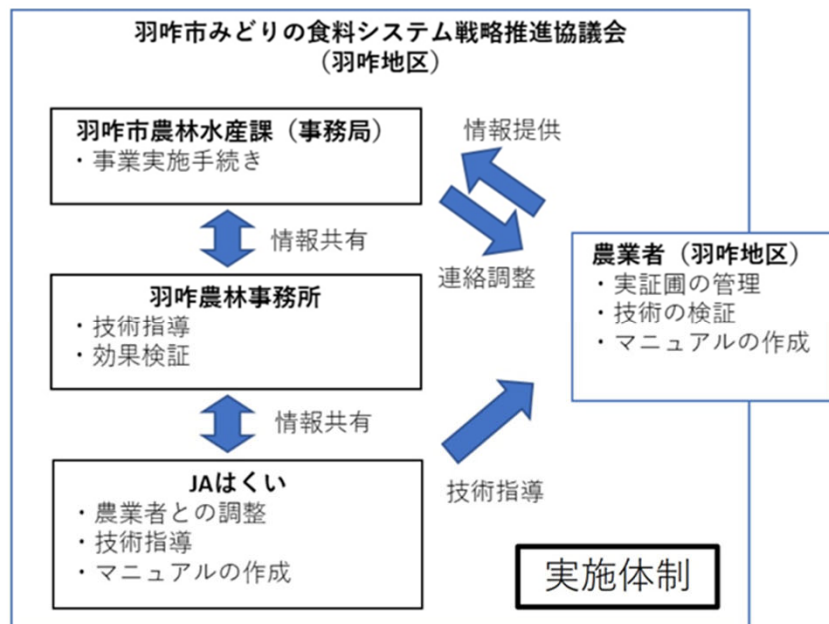 羽咋市みどりの食料システム戦略推進協議会
（羽咋地区）
羽咋市農林水産課（事務局）
・事業実施手続き
情報共有
羽咋農林事務所
・技術指導
・効果検証
情報共有
JAはくい
・農業者との調整
・技術指導
・マニュアルの作成
情報提供
連絡調整
農業者（羽咋地区）
・実証圃の管理
・技術の検証
・マニュアルの作成
技術指導
実施体制